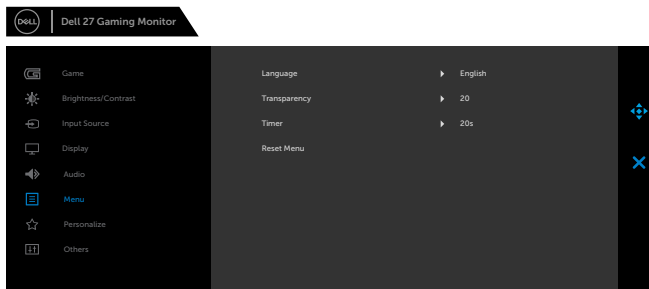 DELL
Dell 27 Gaming Monitor
Game
Language English
Brightness/Contrast
Transparency 20
Input Source
Timer 20s
Display
Reset Menu
Audio
Menu
Personalize
Others